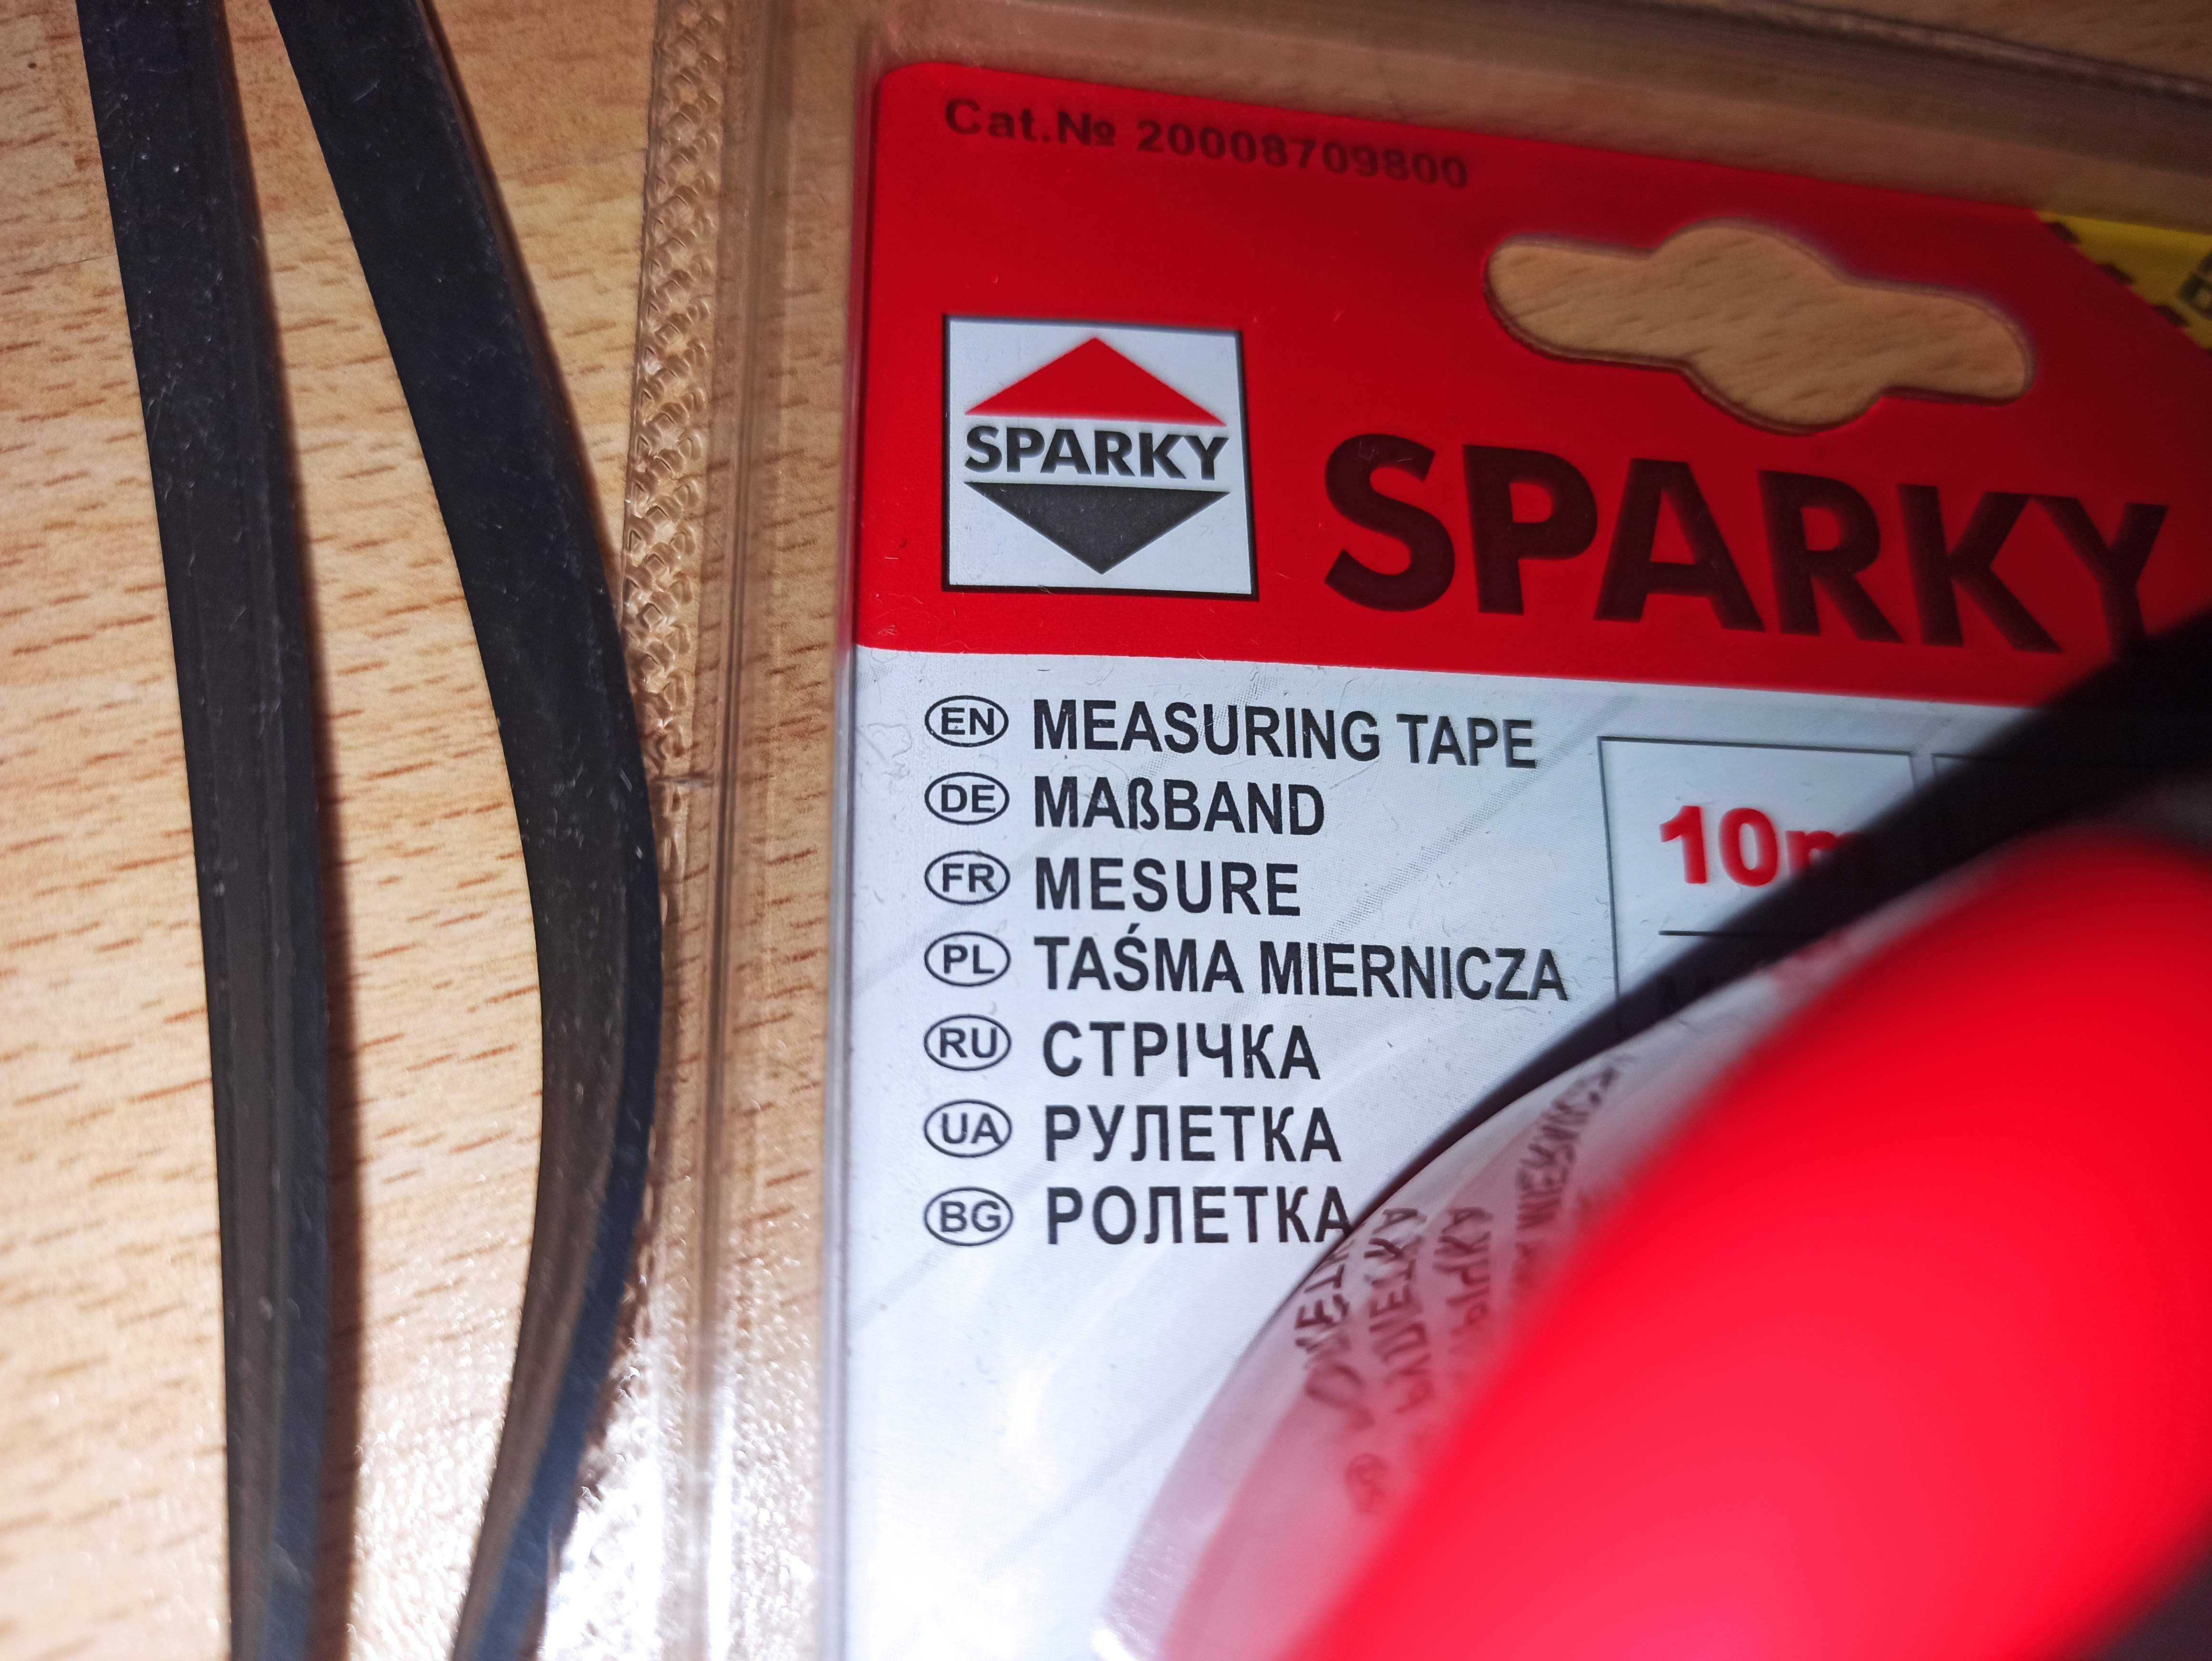 Cat.№ 20008709800
SPARKY
SPARKY
EN MEASURING TAPE
DE MAßBAND
FR MESURE
PL TAŚMA MIERNICZA
RU СТРІЧКА
UA РУЛЕТКА
BG РОЛЕТКА
10m